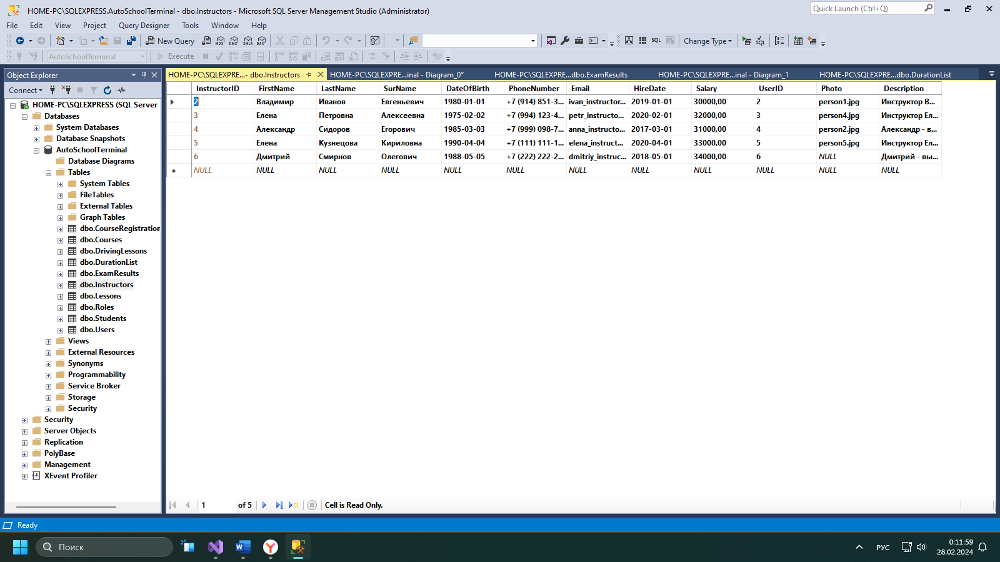 HOME-PC\SQLEXPRESS.AutoSchoolTerminal - dbo.Instructors - Microsoft SQL Server Management Studio (Administrator)
Quick Launch (Ctrl+Q)
File Edit View Project Query Designer Tools Window Help
New Query MDX DMX XMLA DAX SQL Change Type SQL
AutoSchoolTerminal Execute
Object Explorer
Connect
HOME-PC\SQLEXPRESS (SQL Server
Databases
System Databases
Database Snapshots
AutoSchoolTerminal
Database Diagrams
Tables
System Tables
FileTables
External Tables
Graph Tables
dbo.CourseRegistration
dbo.Courses
dbo.DrivingLessons
dbo.DurationList
dbo.ExamResults
dbo.Instructors
dbo.Lessons
dbo.Roles
dbo.Students
dbo.Users
Views
External Resources
Synonyms
Programmability
Service Broker
Storage
Security
Security
Server Objects
Replication
PolyBase
Management
XEvent Profiler
HOME-PC\SQLEXPRE...- dbo.Instructors HOME-PC\SQLEXPRE...inal - Diagram_0* HOME-PC\SQLEXPRE...dbo.ExamResults HOME-PC\SQLEXPRE...inal - Diagram_1 HOME-PC\SQLEXPRE...dbo.DurationList
InstructorID FirstName LastName SurName DateOfBirth PhoneNumber Email HireDate Salary UserID Photo Description
2 Владимир Иванов Евгеньевич 1980-01-01 +7 (914) 851-3... ivan_instructor... 2019-01-01 30000,00 2 person1.jpg Инструктор В...
3 Елена Петровна Алексеевна 1975-02-02 +7 (994) 123-4... petr_instructo... 2020-02-01 32000,00 3 person4.jpg Инструктор Ел...
4 Александр Сидоров Егорович 1985-03-03 +7 (999) 098-7... anna_instructo... 2017-03-01 31000,00 4 person2.jpg Александр - в...
5 Елена Кузнецова Кириловна 1990-04-04 +7 (111) 111-1... elena_instruct... 2020-04-01 33000,00 5 person5.jpg Инструктор Ел...
6 Дмитрий Смирнов Олегович 1988-05-05 +7 (222) 222-2... dmitriy_instruc... 2018-05-01 34000,00 6 NULL Дмитрий - вы...
NULL NULL NULL NULL NULL NULL NULL NULL NULL NULL NULL NULL
1 of 5 Cell is Read Only.
Ready
Поиск
РУС
0:11:59
28.02.2024